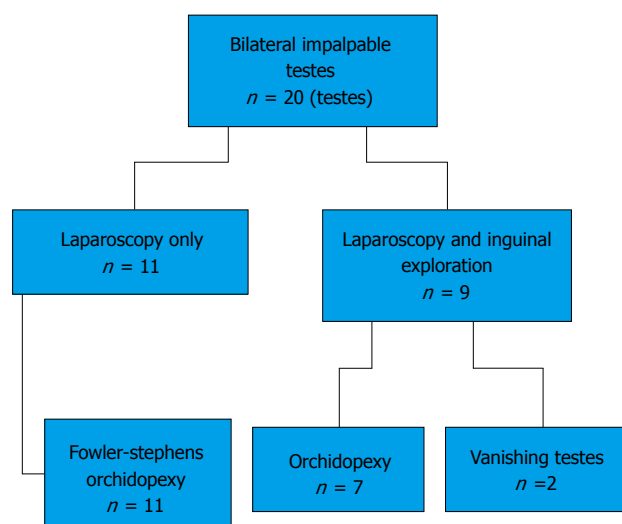 Bilateral impalpable
testes
n = 20 (testes)
Laparoscopy only
n = 11
Laparoscopy and inguinal
exploration
n = 9
Fowler-stephens
orchidopexy
n = 11
Orchidopexy
n = 7
Vanishing testes
n =2